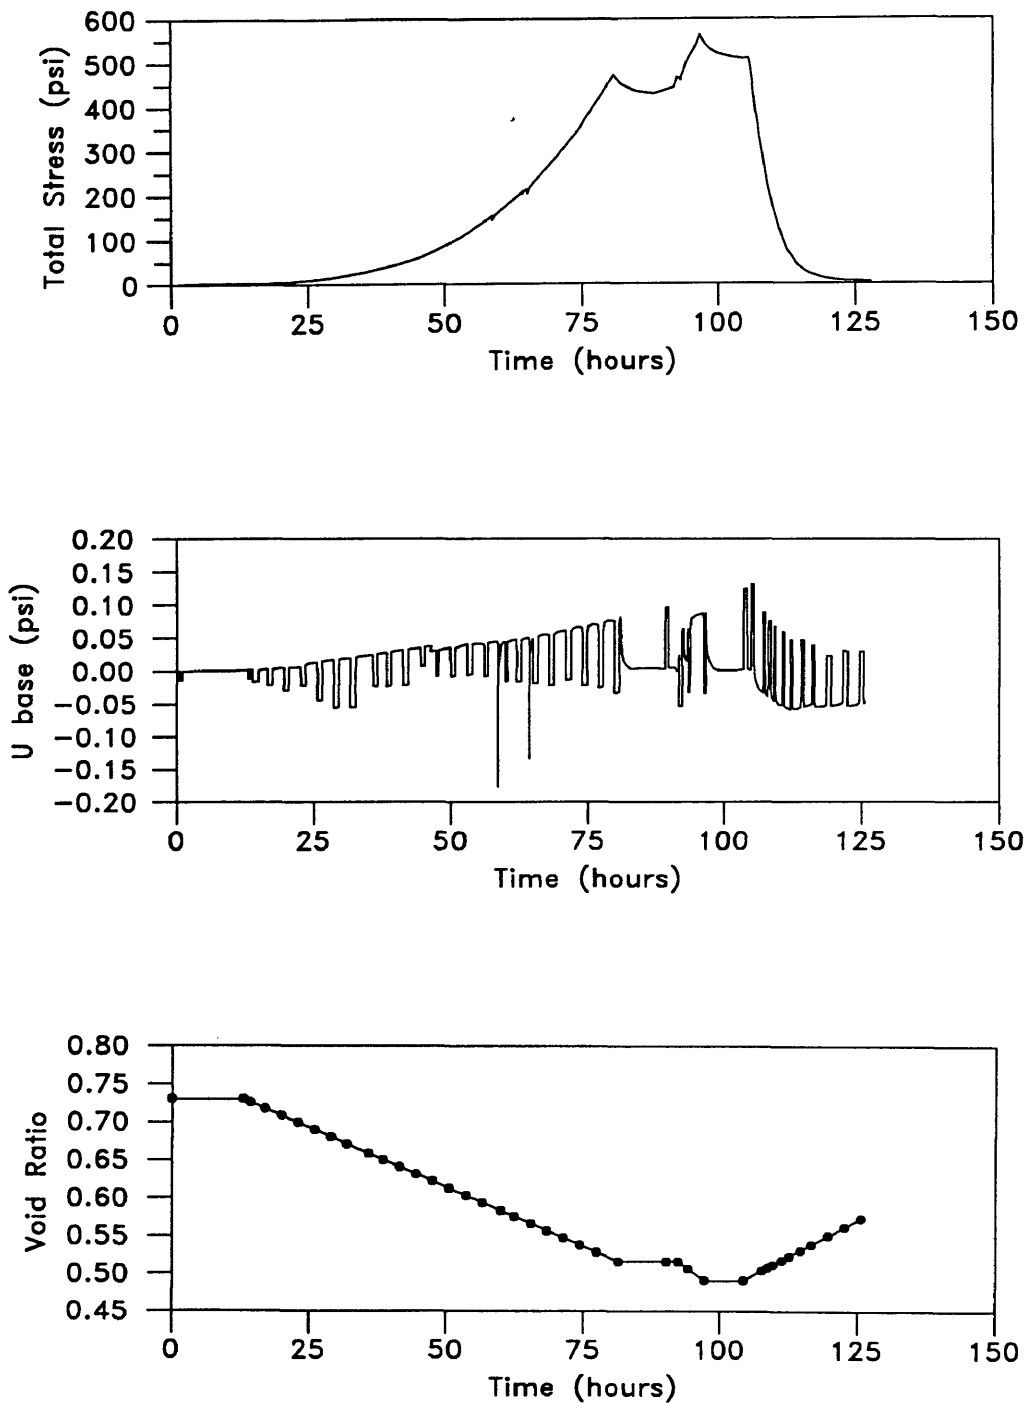 600
500
400
300
200
100
0
Total Stress (psi)
0 25 50 75 100 125 150
Time (hours)
0.20
0.15
0.10
0.05
0.00
−0.05
−0.10
−0.15
−0.20
U base (psi)
0 25 50 75 100 125 150
Time (hours)
0.80
0.75
0.70
0.65
0.60
0.55
0.50
0.45
Void Ratio
0 25 50 75 100 125 150
Time (hours)